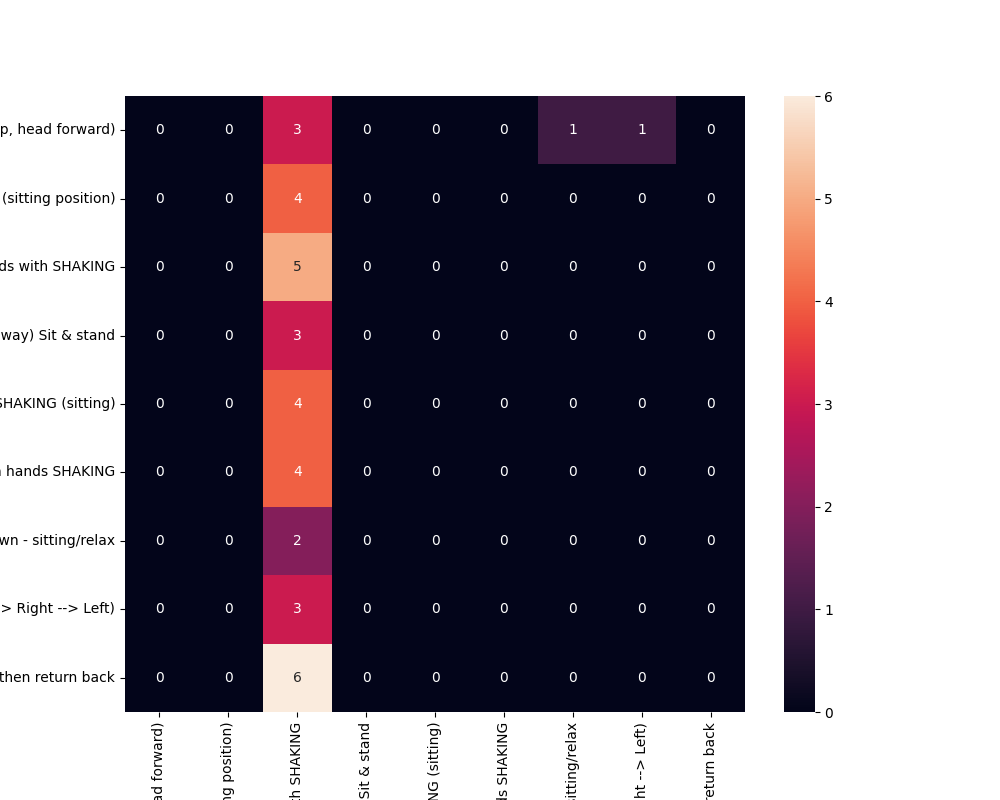 p, head forward) 0 0 3 0 0 0 1 1 0
(sitting position) 0 0 4 0 0 0 0 0 0
ds with SHAKING 0 0 5 0 0 0 0 0 0
way) Sit & stand 0 0 3 0 0 0 0 0 0
SHAKING (sitting) 0 0 4 0 0 0 0 0 0
hands SHAKING 0 0 4 0 0 0 0 0 0
wn - sitting/relax 0 0 2 0 0 0 0 0 0
> Right --> Left) 0 0 3 0 0 0 0 0 0
then return back 0 0 6 0 0 0 0 0 0
ad forward)
ng position)
th SHAKING
Sit & stand
NG (sitting)
ds SHAKING
sitting/relax
ht --> Left)
return back
6
5
4
3
2
1
0